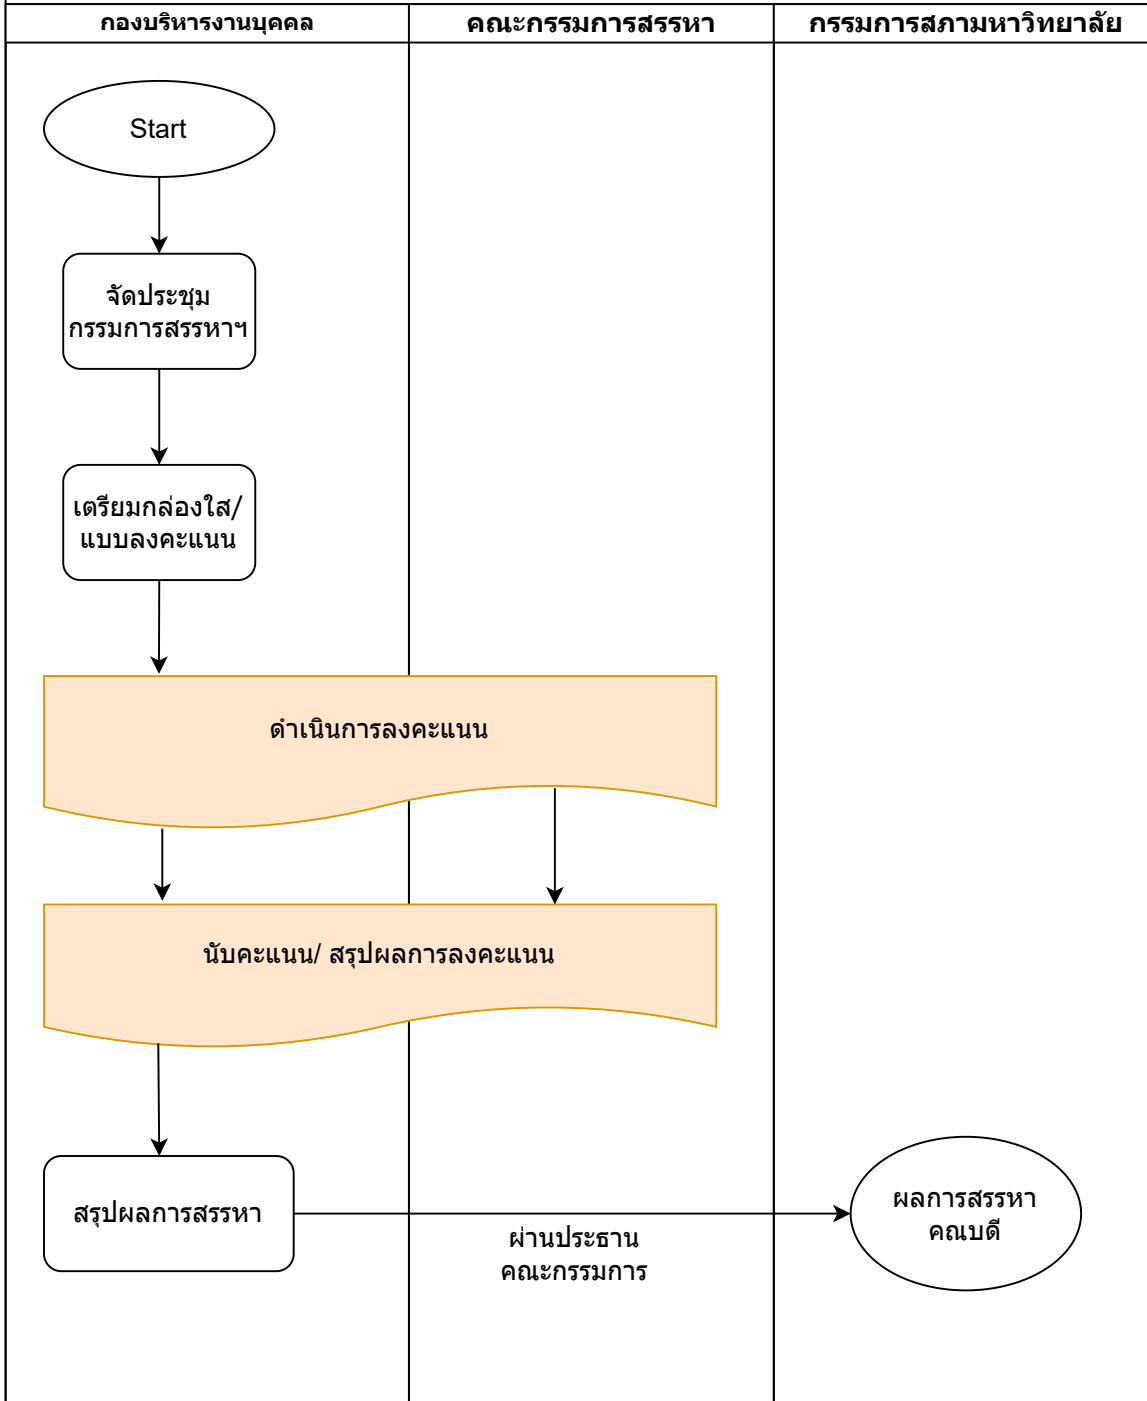 กองบริหารงานบุคคล
คณะกรรมการสรรหา
กรรมการสภามหาวิทยาลัย
Start
จัดประชุม
กรรมการสรรหาฯ
เตรียมกล่องใส/
แบบลงคะแนน
ดำเนินการลงคะแนน
นับคะแนน/ สรุปผลการลงคะแนน
สรุปผลการสรรหา
ผ่านประธาน
คณะกรรมการ
ผลการสรรหา
คณบดี